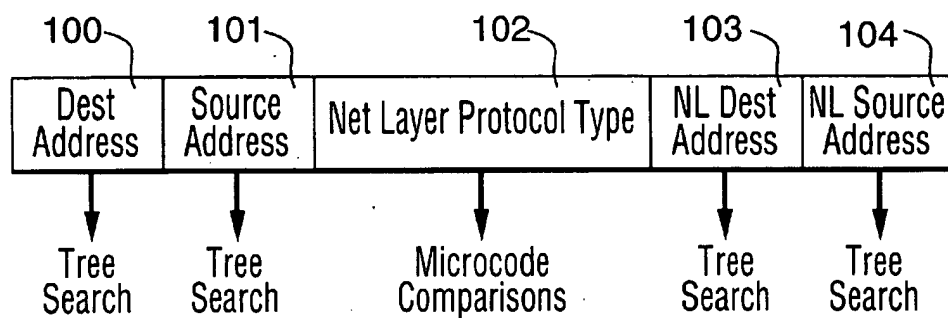 100
101
102
103
104
Dest
Address
Source
Address
Net Layer Protocol Type
NL Dest
Address
NL Source
Address
Tree
Search
Tree
Search
Microcode
Comparisons
Tree
Search
Tree
Search